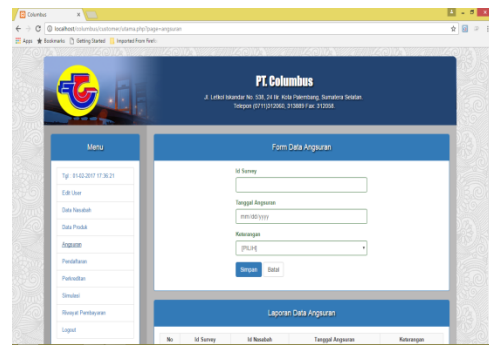 Columbus
localhost/columbus/customer/utama.php?page=angsuran
Apps
Bookmarks
Getting Started
Imported From Firef
PT. Columbus
Jl. Letkol Iskandar No. 538, 24 Ilir, Kota Palembang, Sumatera Selatan.
Telepon (0711)312060, 313889 Fax. 312058.
Menu
Tgl : 01-02-2017 17:36:21
Edit User
Data Nasabah
Data Produk
Angsuran
Pendaftaran
Perkreditan
Simulasi
Riwayat Pembayaran
Logout
Form Data Angsuran
Id Survey
Tanggal Angsuran
mm/dd/yyyy
Keterangan
[PILIH]
Simpan
Batal
Laporan Data Angsuran
No
Id Survey
Id Nasabah
Tanggal Angsuran
Keterangan